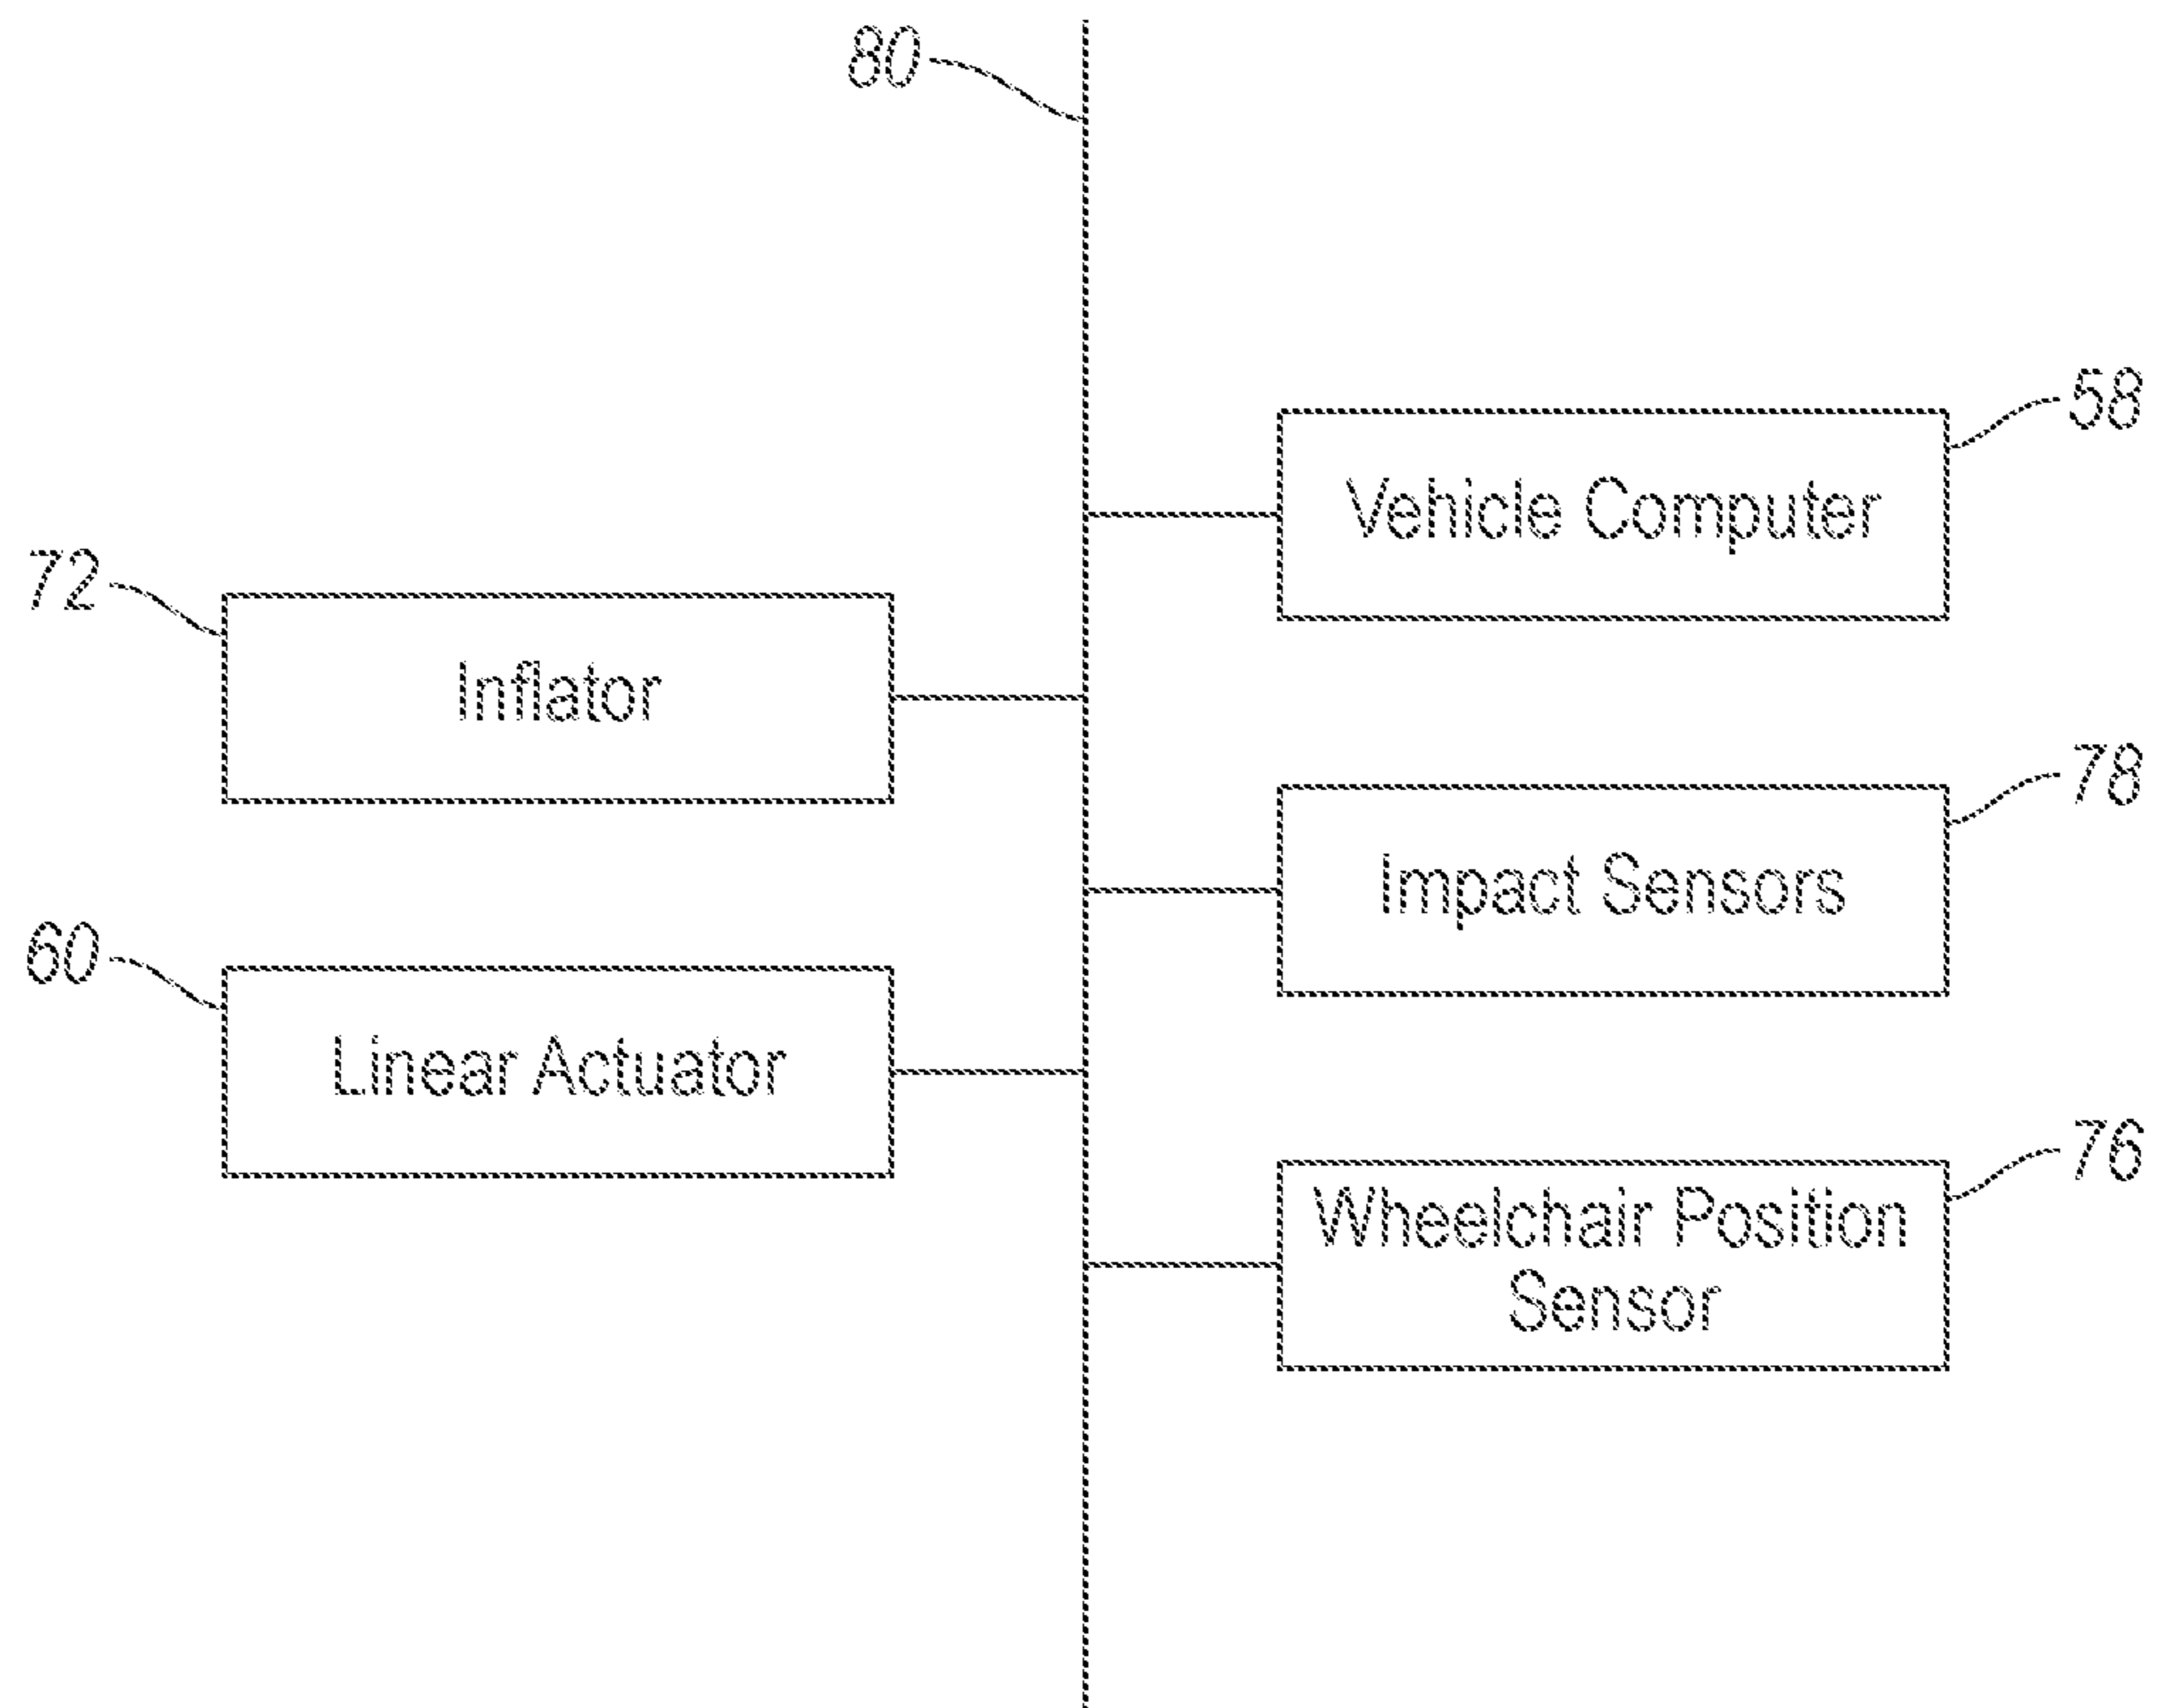 80
58
Vehicle Computer
72
Inflator
78
Impact Sensors
60
Linear Actuator
76
Wheelchair Position
Sensor